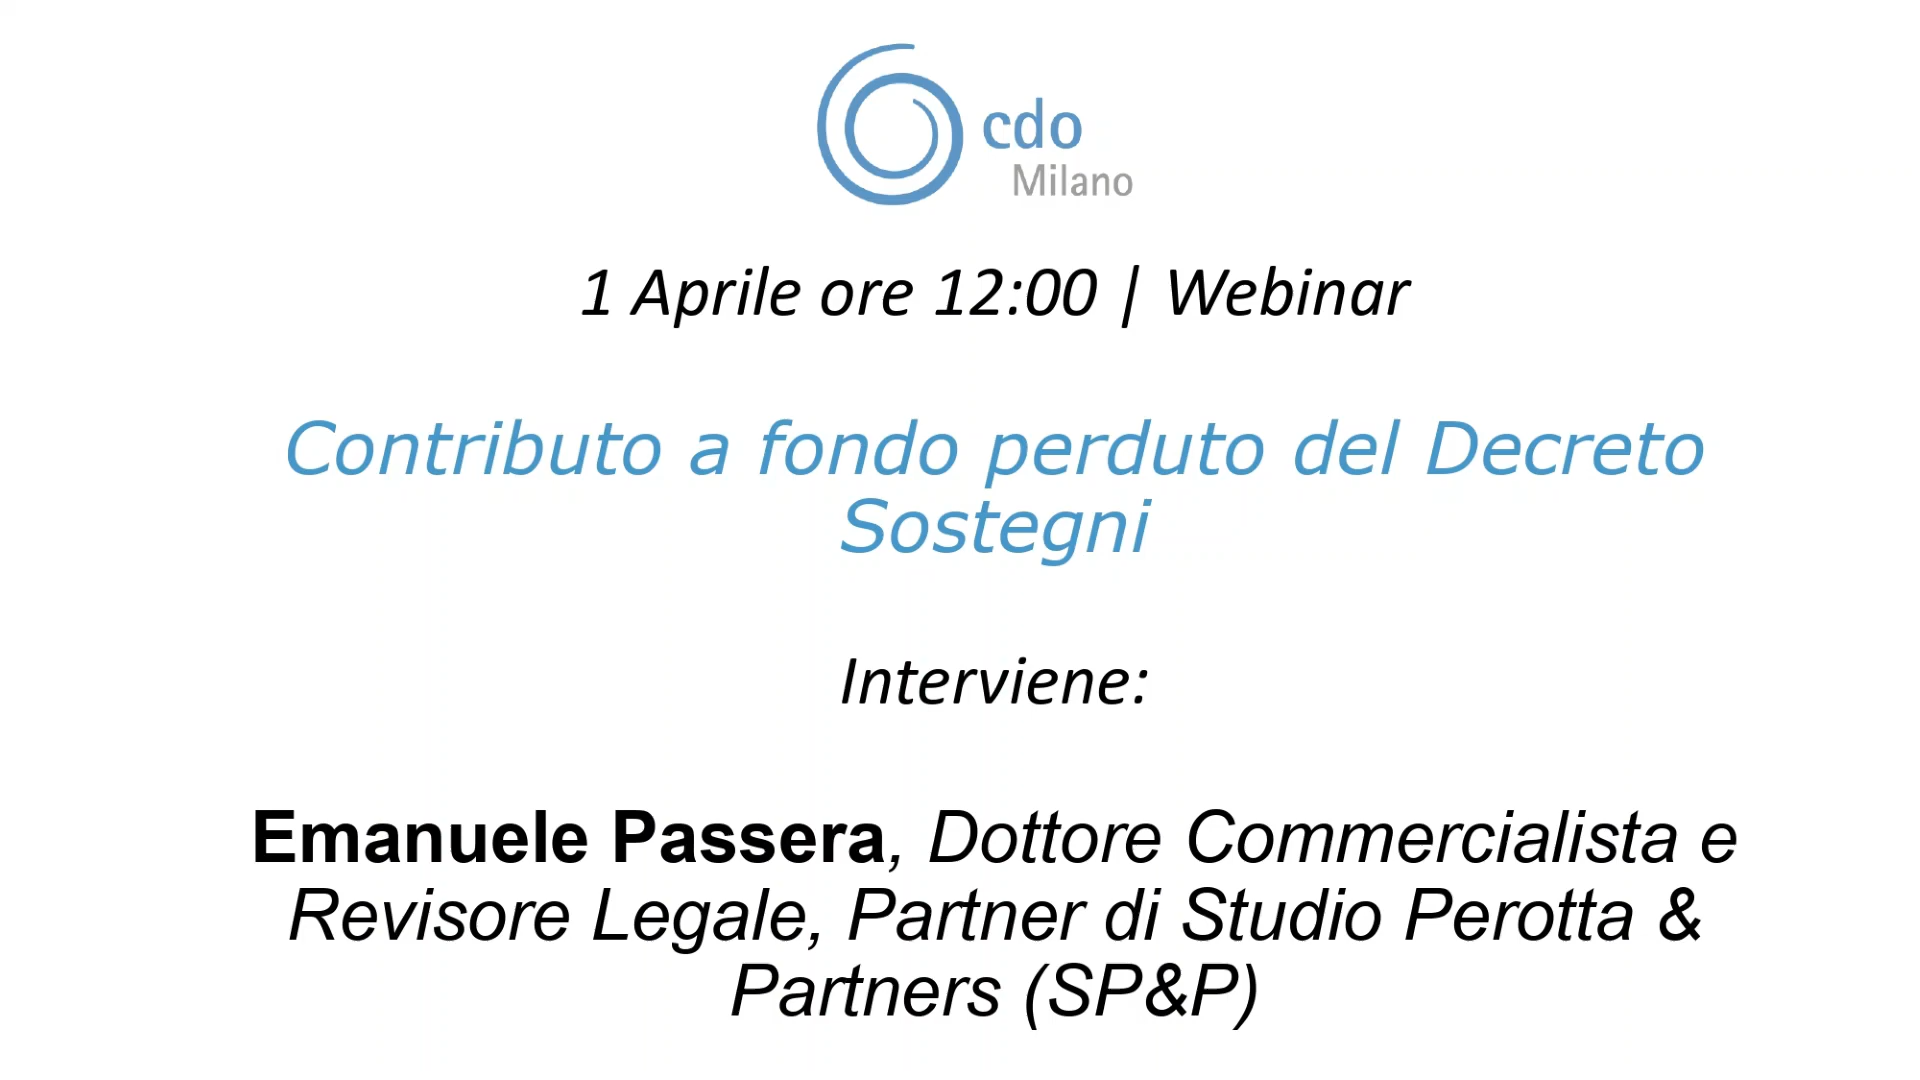 cdo
Milano
1 Aprile ore 12:00 | Webinar
Contributo a fondo perduto del Decreto
Sostegni
Interviene:
Emanuele Passera, Dottore Commercialista e
Revisore Legale, Partner di Studio Perotta &
Partners (SP&P)